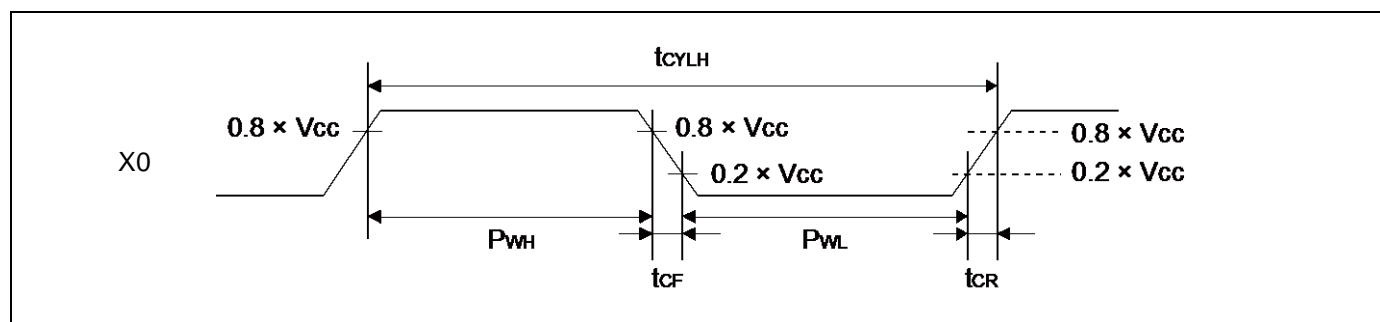 tCYLH
0.8 × VCC
0.8 × VCC
0.8 × VCC
X0
0.2 × VCC
0.2 × VCC
PWH
PWL
tCF
tCR